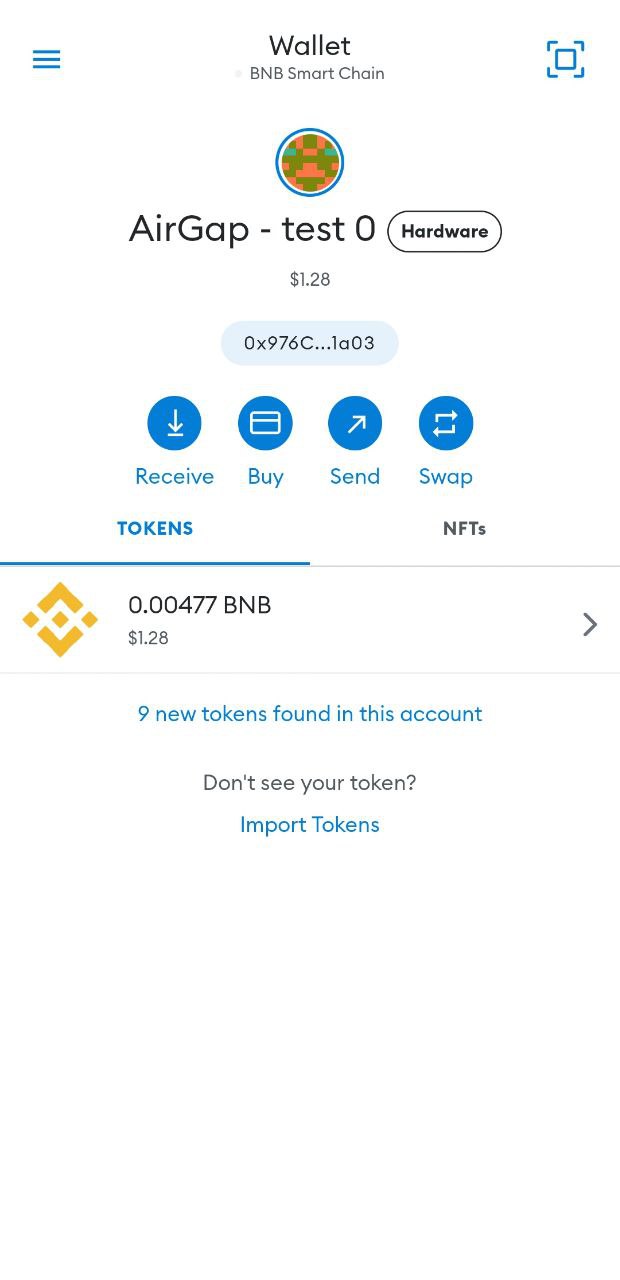 Wallet
BNB Smart Chain
AirGap - test 0 Hardware
$1.28
0x976C...1a03
Receive Buy Send Swap
TOKENS NFTs
0.00477 BNB
$1.28
9 new tokens found in this account
Don't see your token?
Import Tokens